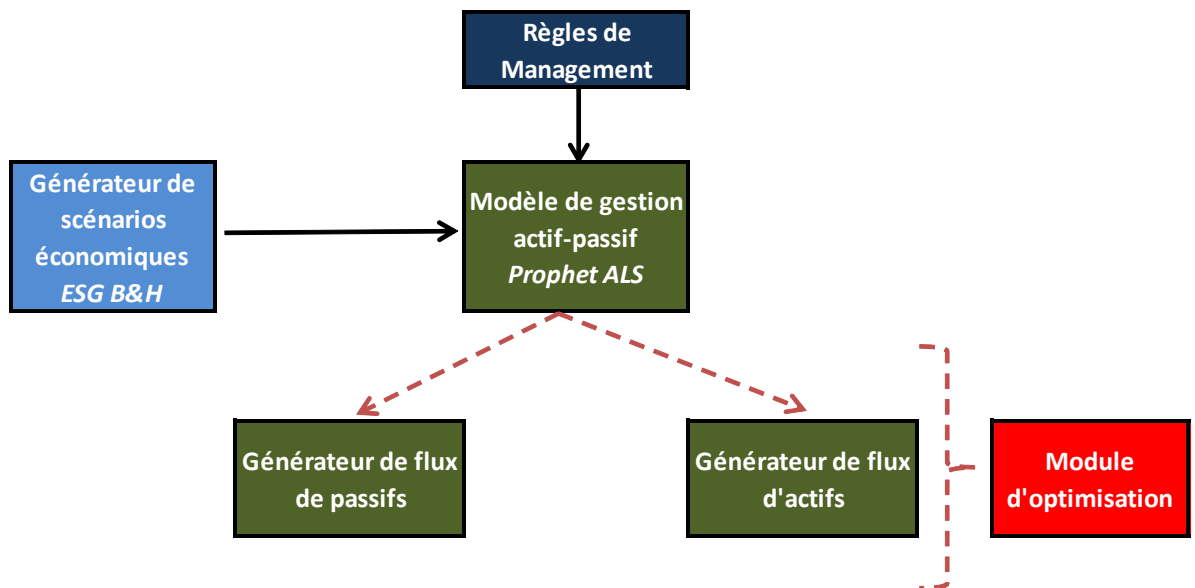 Règles de
Management
Générateur de
scénarios
économiques
ESG B&H
Modèle de gestion
actif-passif
Prophet ALS
Générateur de flux
de passifs
Générateur de flux
d'actifs
Module
d'optimisation